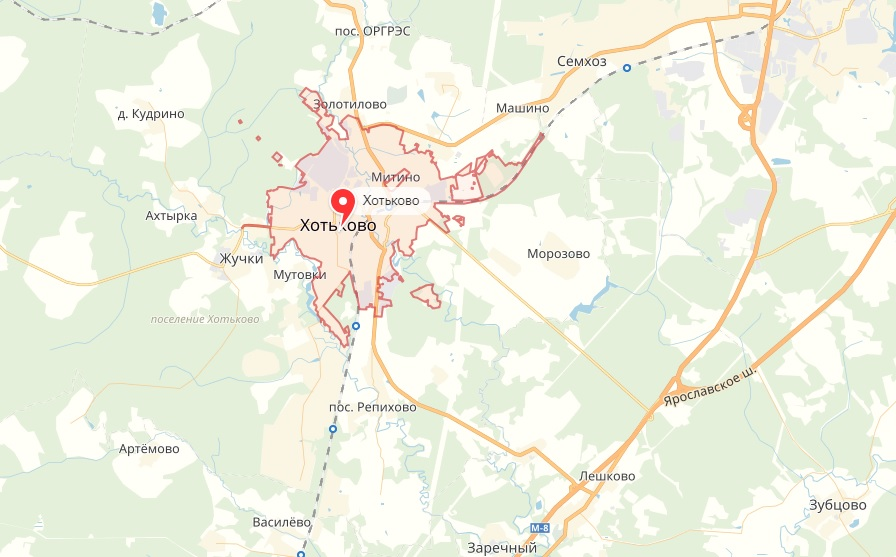 пос. ОРГРЭС
Семхоз
Золотилово
Машино
д. Кудрино
Митино
Хотьково
Ахтырка
Хотьково
Жучки
Морозово
Мутовки
поселение Хотьково
Ярославское ш.
пос. Репихово
Артёмово
Лешково
Зубцово
Василёво
М-8
Заречный